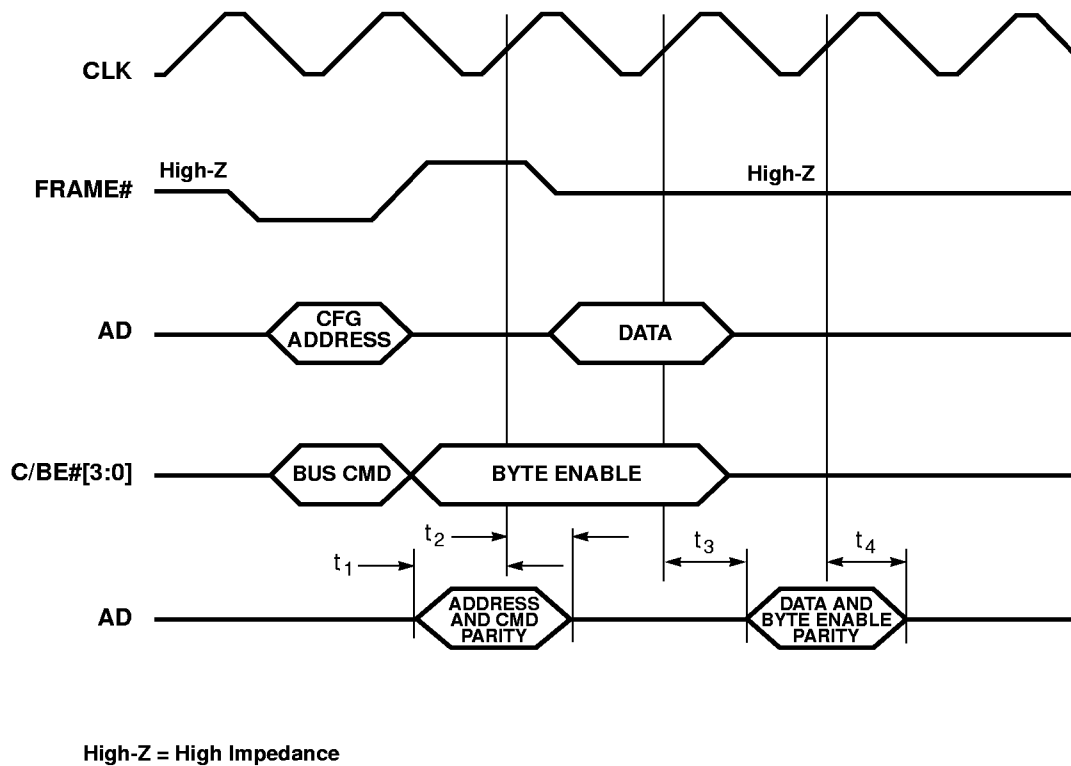 CLK
High-Z
FRAME#
High-Z
AD
CFG
ADDRESS
DATA
C/BE#[3:0]
BUS CMD
BYTE ENABLE
t1
t2
t3
t4
AD
ADDRESS
AND CMD
PARITY
DATA AND
BYTE ENABLE
PARITY
High-Z = High Impedance